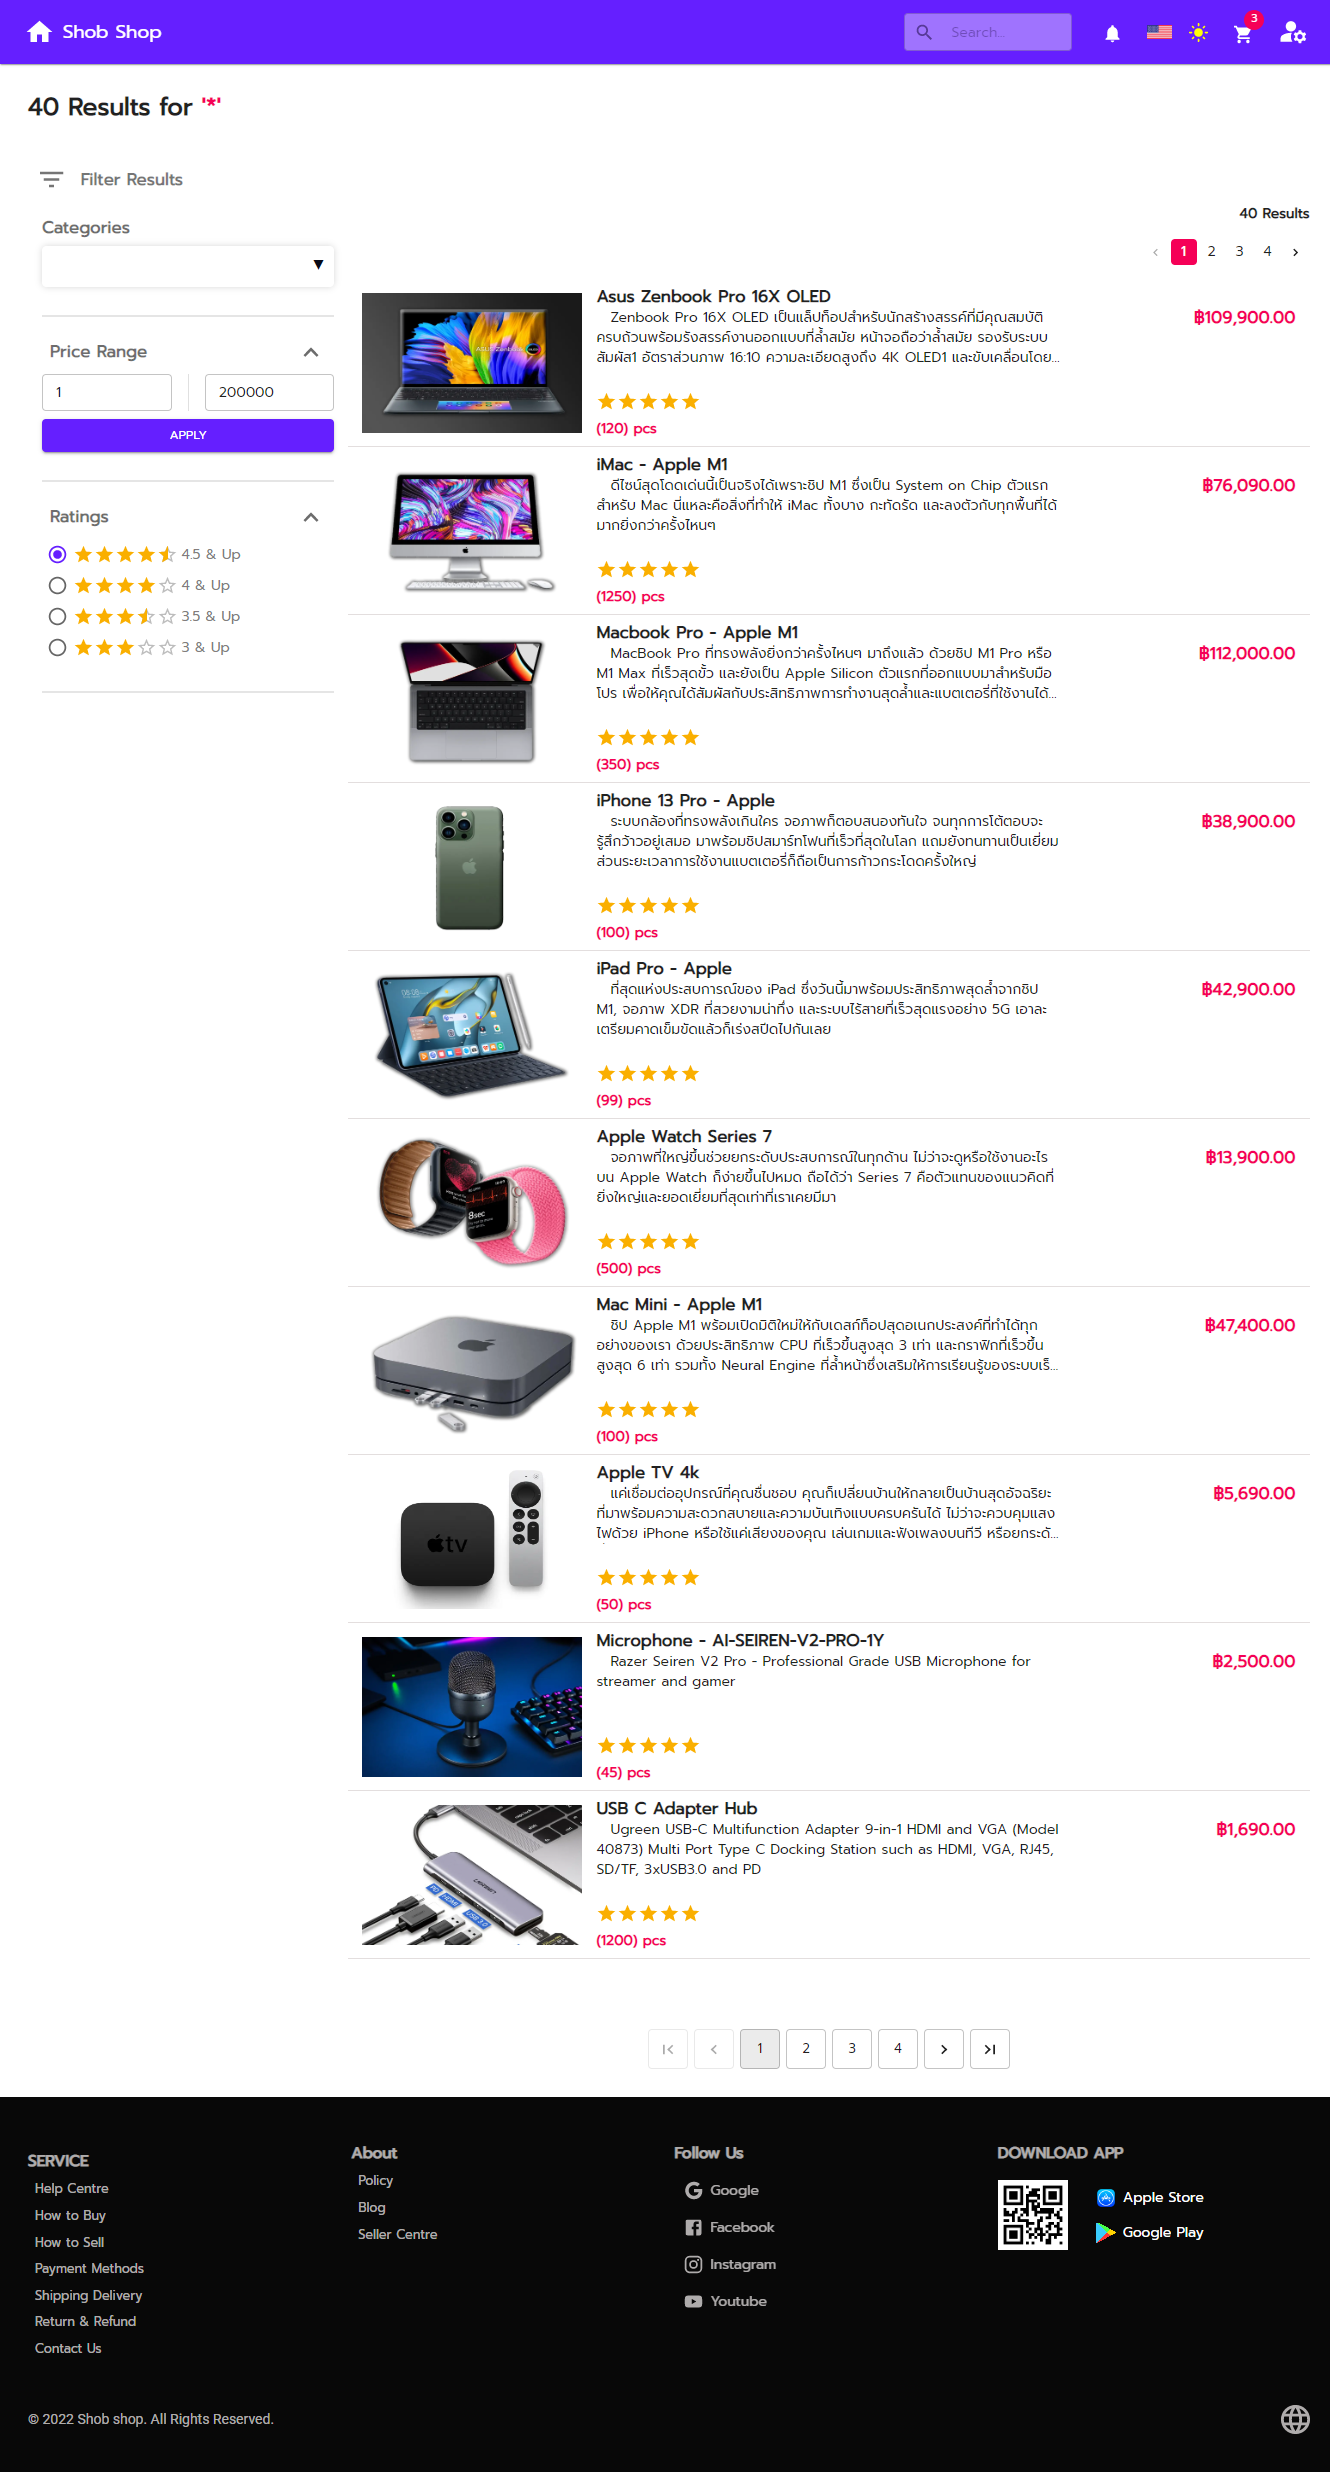 Shob Shop
Search...
3
40 Results for '*'
Filter Results
Categories
Price Range
1
200000
APPLY
Ratings
4.5 & Up
4 & Up
3.5 & Up
3 & Up
40 Results
1 2 3 4
Asus Zenbook Pro 16X OLED
Zenbook Pro 16X OLED เป็นแล็ปท็อปสำหรับนักสร้างสรรค์ที่มีคุณสมบัติ
ครบถ้วนพร้อมรังสรรค์งานออกแบบที่ล้ำสมัย หน้าจอถือว่าล้ำสมัย รองรับระบบ
สัมผัส1 อัตราส่วนภาพ 16:10 ความละเอียดสูงถึง 4K OLED1 และขับเคลื่อนโดย...
(120) pcs
฿109,900.00
iMac - Apple M1
ดีไซน์สุดโดดเด่นนี้เป็นจริงได้เพราะชิป M1 ซึ่งเป็น System on Chip ตัวแรก
สำหรับ Mac นี่แหละคือสิ่งที่ทำให้ iMac ทั้งบาง กะทัดรัด และลงตัวกับทุกพื้นที่ได้
มากยิ่งกว่าครั้งไหนๆ
(1250) pcs
฿76,090.00
Macbook Pro - Apple M1
MacBook Pro ที่ทรงพลังยิ่งกว่าครั้งไหนๆ มาถึงแล้ว ด้วยชิป M1 Pro หรือ
M1 Max ที่เร็วสุดขั้ว และยังเป็น Apple Silicon ตัวแรกที่ออกแบบมาสำหรับมือ
โปร เพื่อให้คุณได้สัมผัสกับประสิทธิภาพการทำงานสุดล้ำและแบตเตอรี่ที่ใช้งานได้...
(350) pcs
฿112,000.00
iPhone 13 Pro - Apple
ระบบกล้องที่ทรงพลังเกินใคร จอภาพก็ตอบสนองทันใจ จนทุกการโต้ตอบจะ
รู้สึกว้าวอยู่เสมอ มาพร้อมชิปสมาร์ทโฟนที่เร็วที่สุดในโลก แถมยังทนทานเป็นเยี่ยม
ส่วนระยะเวลาการใช้งานแบตเตอรี่ก็ถือเป็นการก้าวกระโดดครั้งใหญ่
(100) pcs
฿38,900.00
iPad Pro - Apple
ที่สุดแห่งประสบการณ์ของ iPad ซึ่งวันนี้มาพร้อมประสิทธิภาพสุดล้ำจากชิป
M1, จอภาพ XDR ที่สวยงามน่าทึ่ง และระบบไร้สายที่เร็วสุดแรงอย่าง 5G เอาละ
เตรียมคาดเข็มขัดแล้วก็เร่งสปีดไปกันเลย
(99) pcs
฿42,900.00
8sec
Apple Watch Series 7
จอภาพที่ใหญ่ขึ้นช่วยยกระดับประสบการณ์ในทุกด้าน ไม่ว่าจะดูหรือใช้งานอะไร
บน Apple Watch ก็ง่ายขึ้นไปหมด ถือได้ว่า Series 7 คือตัวแทนของแนวคิดที่
ยิ่งใหญ่และยอดเยี่ยมที่สุดเท่าที่เราเคยมีมา
(500) pcs
฿13,900.00
Mac Mini - Apple M1
ชิป Apple M1 พร้อมเปิดมิติใหม่ให้กับเดสก์ท็อปสุดอเนกประสงค์ที่ทำได้ทุก
อย่างของเรา ด้วยประสิทธิภาพ CPU ที่เร็วขึ้นสูงสุด 3 เท่า และกราฟิกที่เร็วขึ้น
สูงสุด 6 เท่า รวมทั้ง Neural Engine ที่ล้ำหน้าซึ่งเสริมให้การเรียนรู้ของระบบเร็...
(100) pcs
฿47,400.00
tv
Apple TV 4k
แค่เชื่อมต่ออุปกรณ์ที่คุณชื่นชอบ คุณก็เปลี่ยนบ้านให้กลายเป็นบ้านสุดอัจฉริยะ
ที่มาพร้อมความสะดวกสบายและความบันเทิงแบบครบครันได้ ไม่ว่าจะควบคุมแสง
ไฟด้วย iPhone หรือใช้แค่เสียงของคุณ เล่นเกมและฟังเพลงบนทีวี หรือยกระดั...
(50) pcs
฿5,690.00
Microphone - AI-SEIREN-V2-PRO-1Y
Razer Seiren V2 Pro - Professional Grade USB Microphone for
streamer and gamer
(45) pcs
฿2,500.00
UGREEN
PD HDMI USB 3.0
USB C Adapter Hub
Ugreen USB-C Multifunction Adapter 9-in-1 HDMI and VGA (Model
40873) Multi Port Type C Docking Station such as HDMI, VGA, RJ45,
SD/TF, 3xUSB3.0 and PD
(1200) pcs
฿1,690.00
1 2 3 4
SERVICE
Help Centre
How to Buy
How to Sell
Payment Methods
Shipping Delivery
Return & Refund
Contact Us
About
Policy
Blog
Seller Centre
Follow Us
Google
Facebook
Instagram
Youtube
DOWNLOAD APP
Apple Store
Google Play
© 2022 Shob shop. All Rights Reserved.